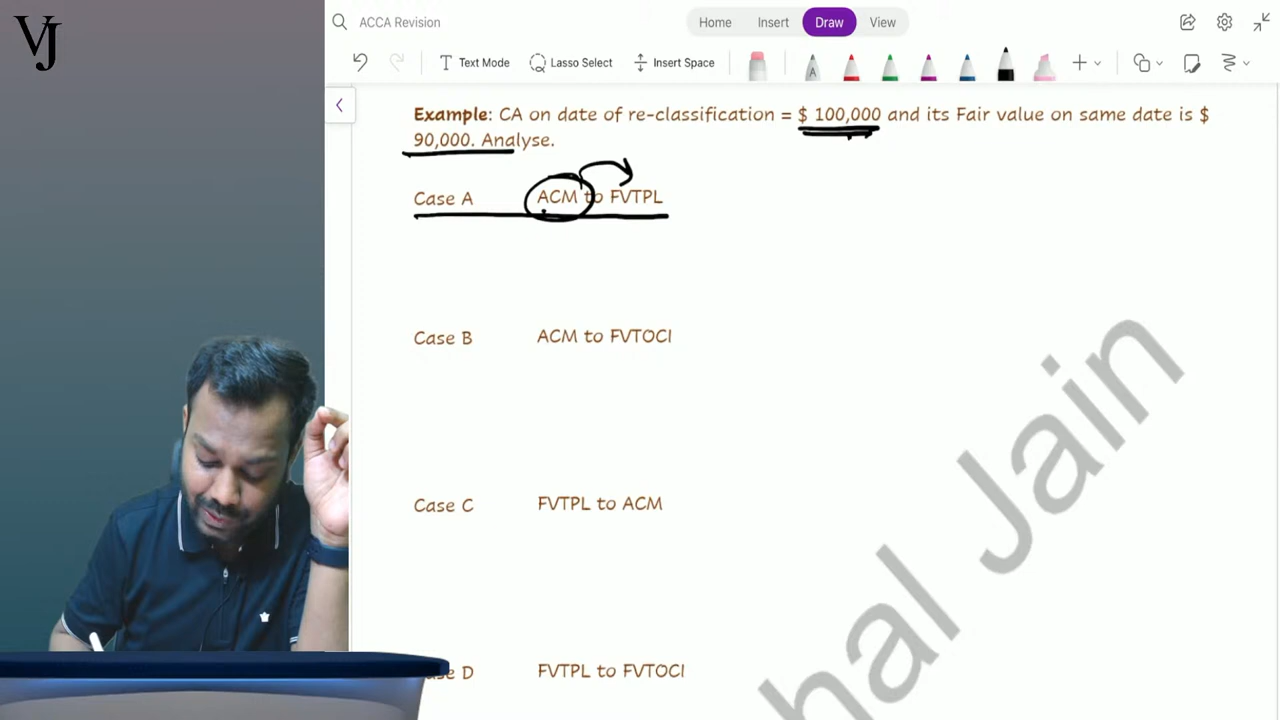 VJ
ACCA Revision
Home Insert Draw View
Text Mode Lasso Select Insert Space
Example: CA on date of re-classification = $ 100,000 and its Fair value on same date is $
90,000. Analyse.
Case A ACM to FVTPL
Case B ACM to FVTOCI
Case C FVTPL to ACM
se D FVTPL to FVTOCI
hal Jain